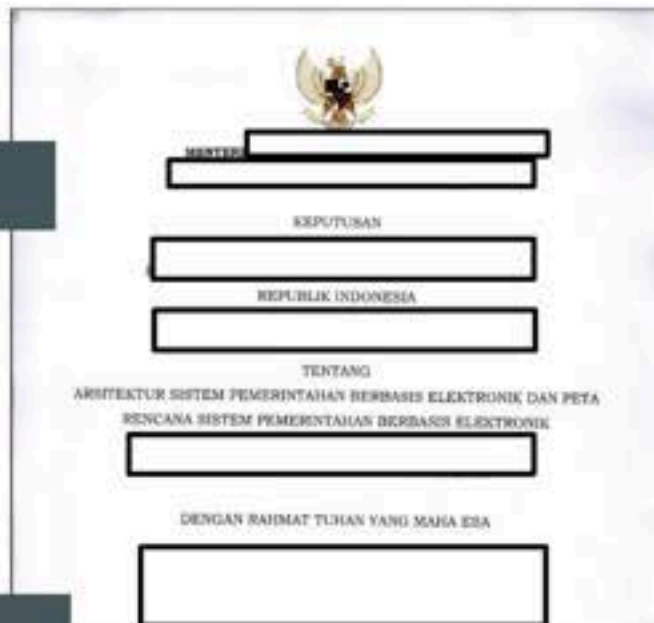 MENTERI
KEPUTUSAN
REPUBLIK INDONESIA
TENTANG
ARSITEKTUR SISTEM PEMERINTAHAN BERBASIS ELEKTRONIK DAN PETA
RENCANA SISTEM PEMERINTAHAN BERBASIS ELEKTRONIK
DENGAN RAHMAT TUHAN YANG MAHA ESA